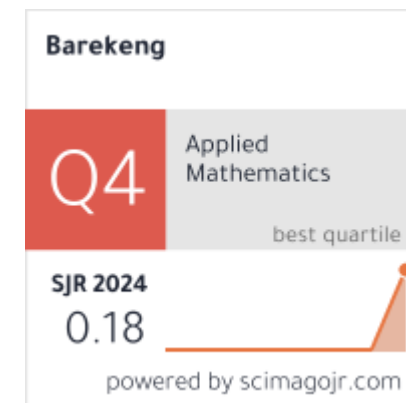 Barekeng
Q4
Applied
Mathematics
best quartile
SJR 2024
0.18
powered by scimagojr.com